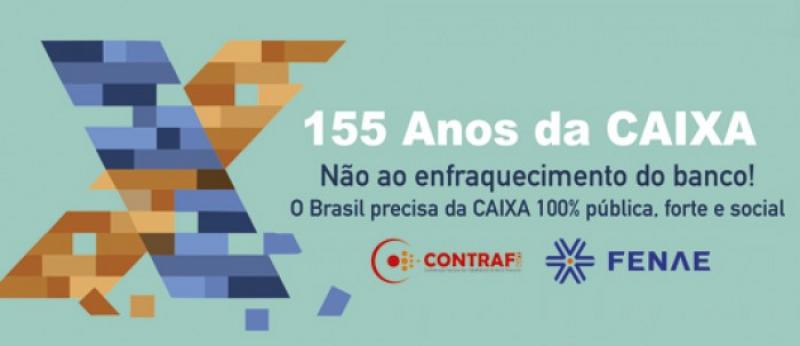 155 Anos da CAIXA
Não ao enfraquecimento do banco!
O Brasil precisa da CAIXA 100% pública, forte e social
CONTRAF
FENAE